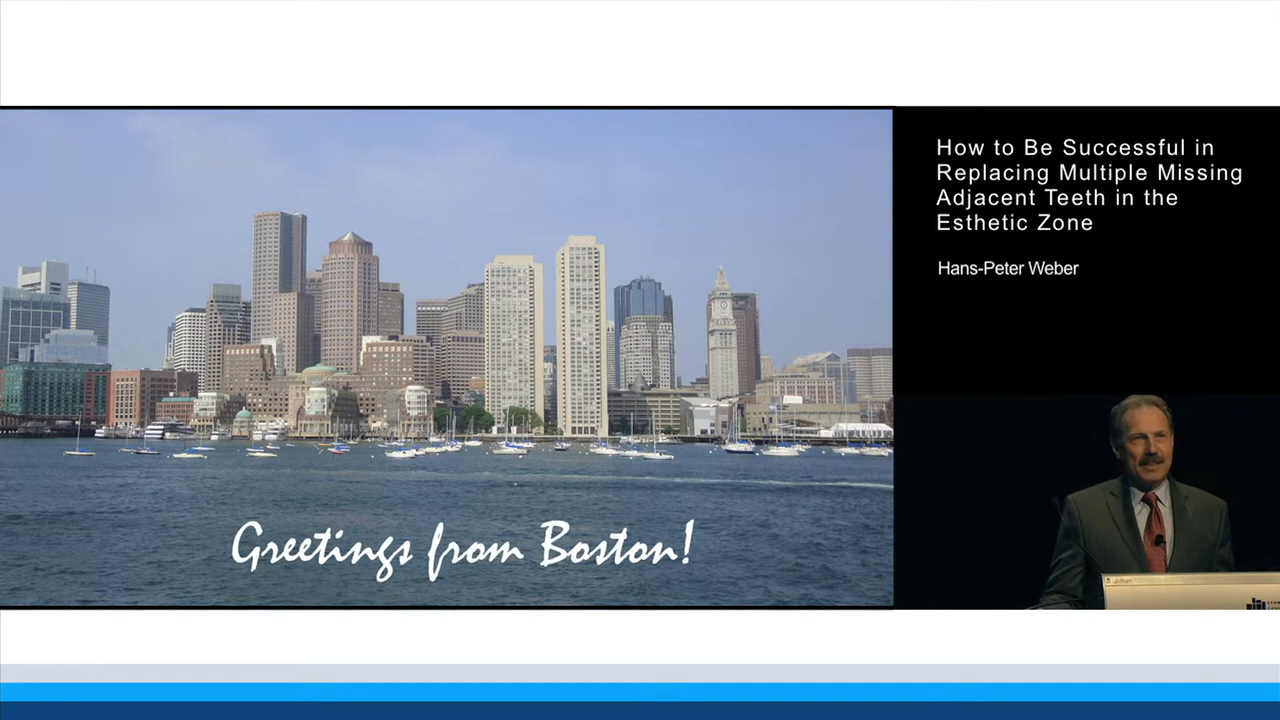 How to Be Successful in
Replacing Multiple Missing
Adjacent Teeth in the
Esthetic Zone
Hans-Peter Weber
Greetings from Boston!